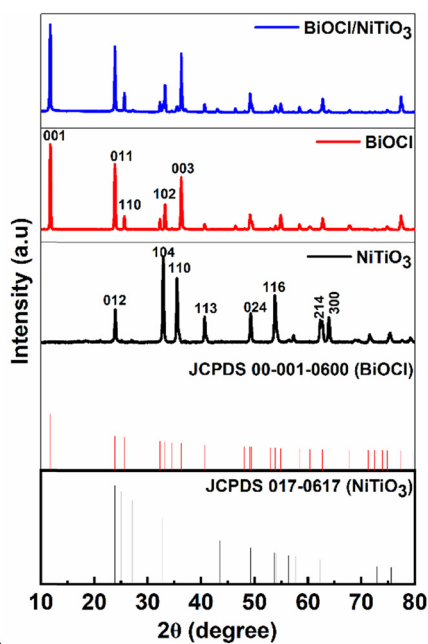 BiOCl/NiTiO3
001
BiOCl
011
003
110
102
NiTiO3
104
110
116
012
113
024
214
300
JCPDS 00-001-0600 (BiOCl)
JCPDS 017-0617 (NiTiO3)
10 20 30 40 50 60 70 80
2θ (degree)
Intensity (a.u)